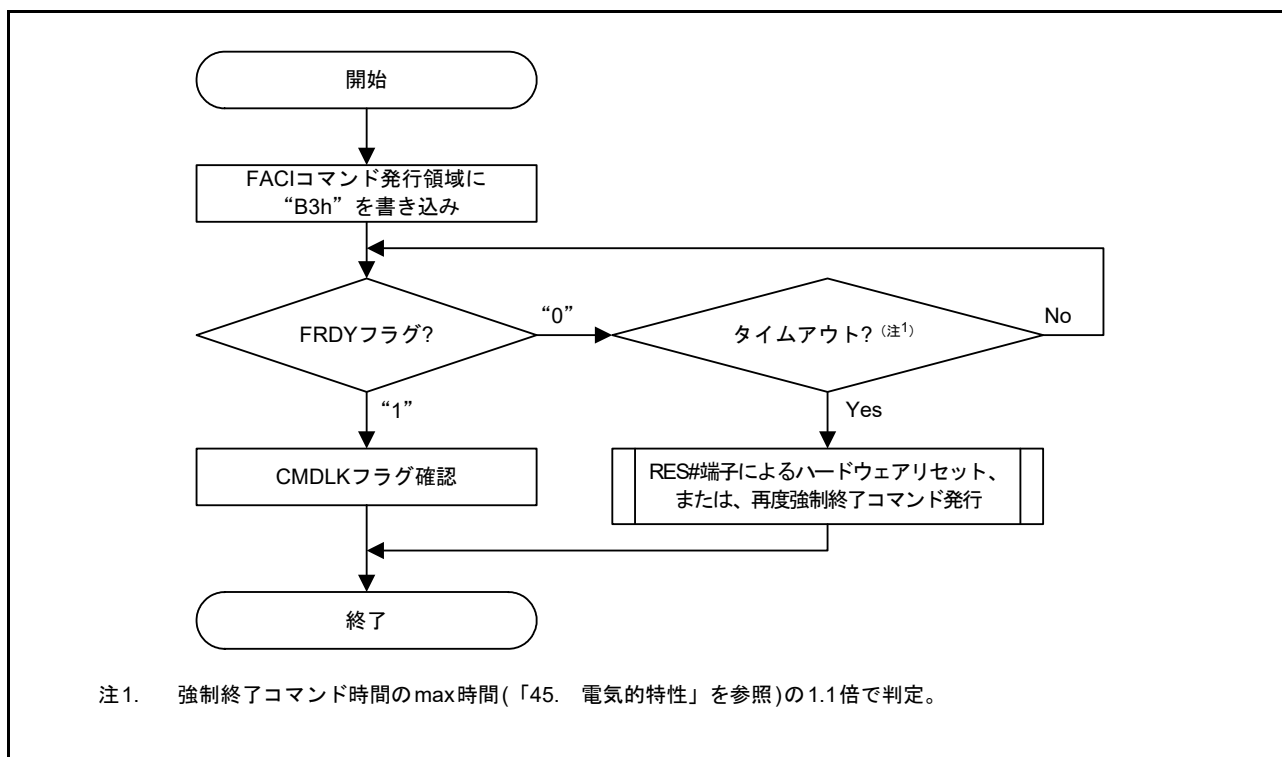 開始
FACIコマンド発行領域に
“B3h”を書き込み
FRDYフラグ?
“0”
タイムアウト? (注1)
No
“1”
Yes
CMDLKフラグ確認
RES#端子によるハードウェアリセット、
または、再度強制終了コマンド発行
終了
注1. 強制終了コマンド時間のmax時間(「45. 電気的特性」を参照)の1.1倍で判定。